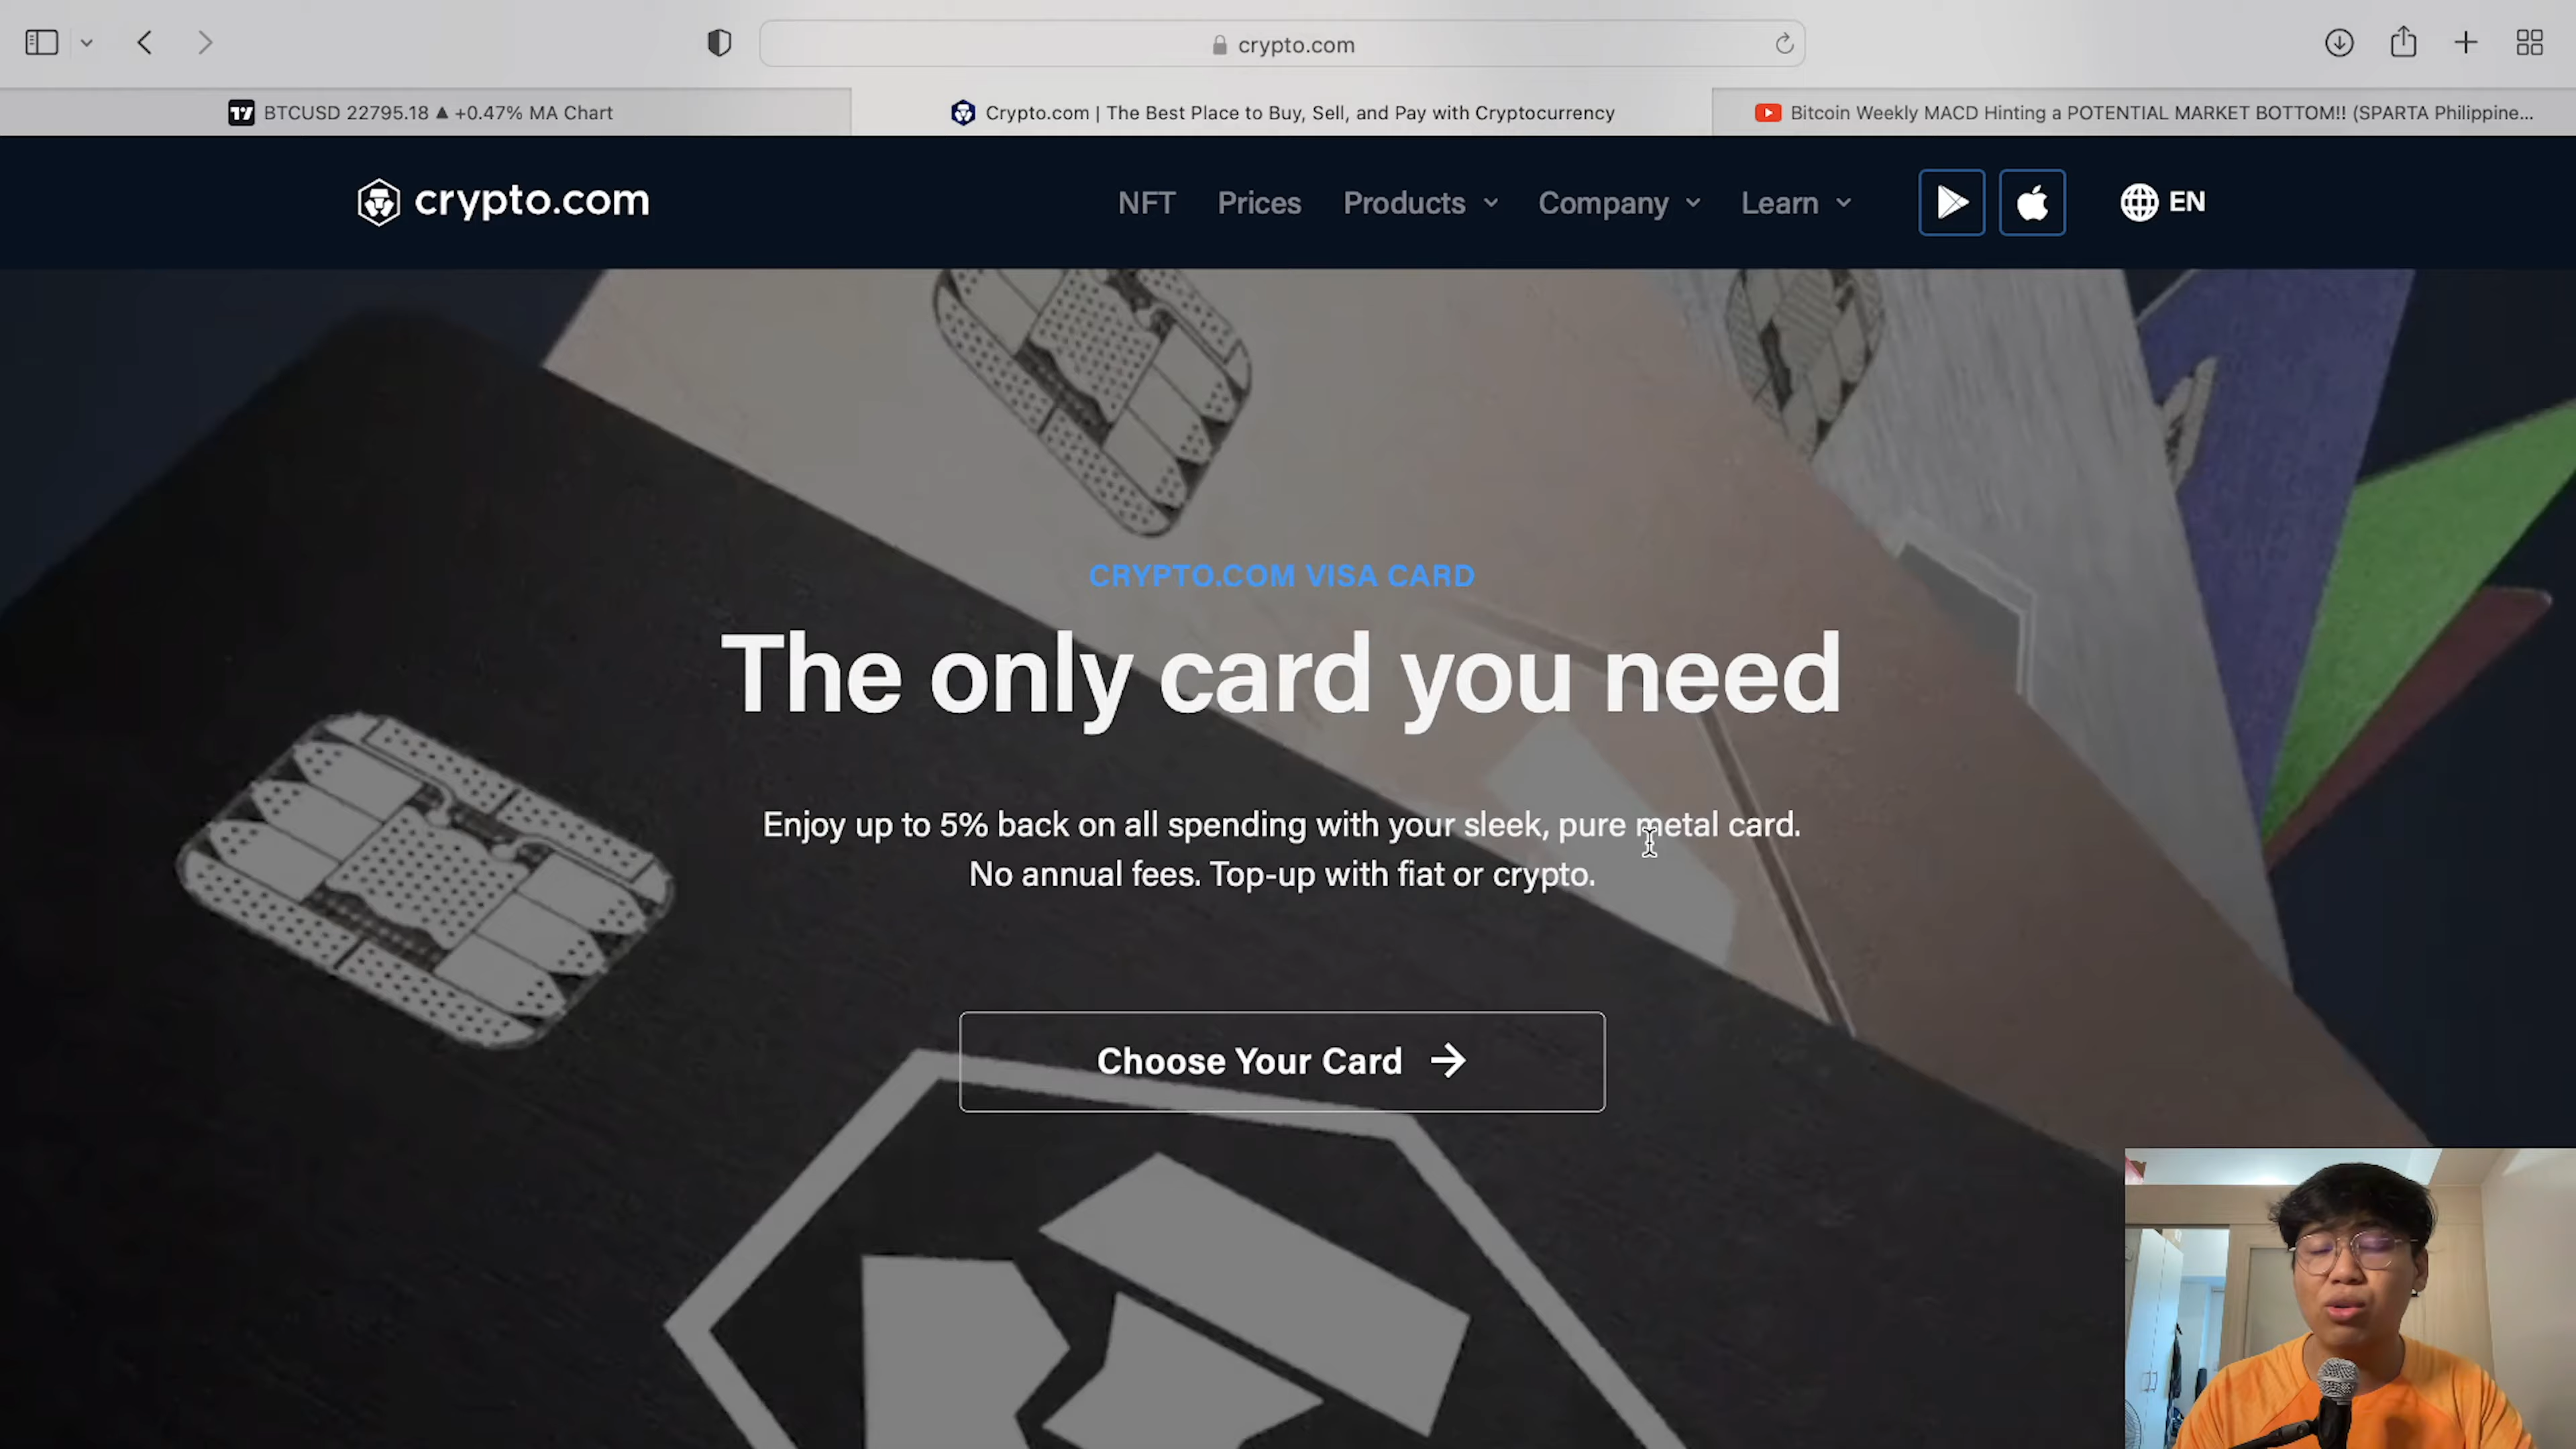 crypto.com
BTCUSD 22795.18 ▲ +0.47% MA Chart
Crypto.com | The Best Place to Buy, Sell, and Pay with Cryptocurrency
Bitcoin Weekly MACD Hinting a POTENTIAL MARKET BOTTOM!! (SPARTA Philippine...
crypto.com
NFT
Prices
Products
Company
Learn
EN
CRYPTO.COM VISA CARD
The only card you need
Enjoy up to 5% back on all spending with your sleek, pure metal card.
No annual fees. Top-up with fiat or crypto.
Choose Your Card →